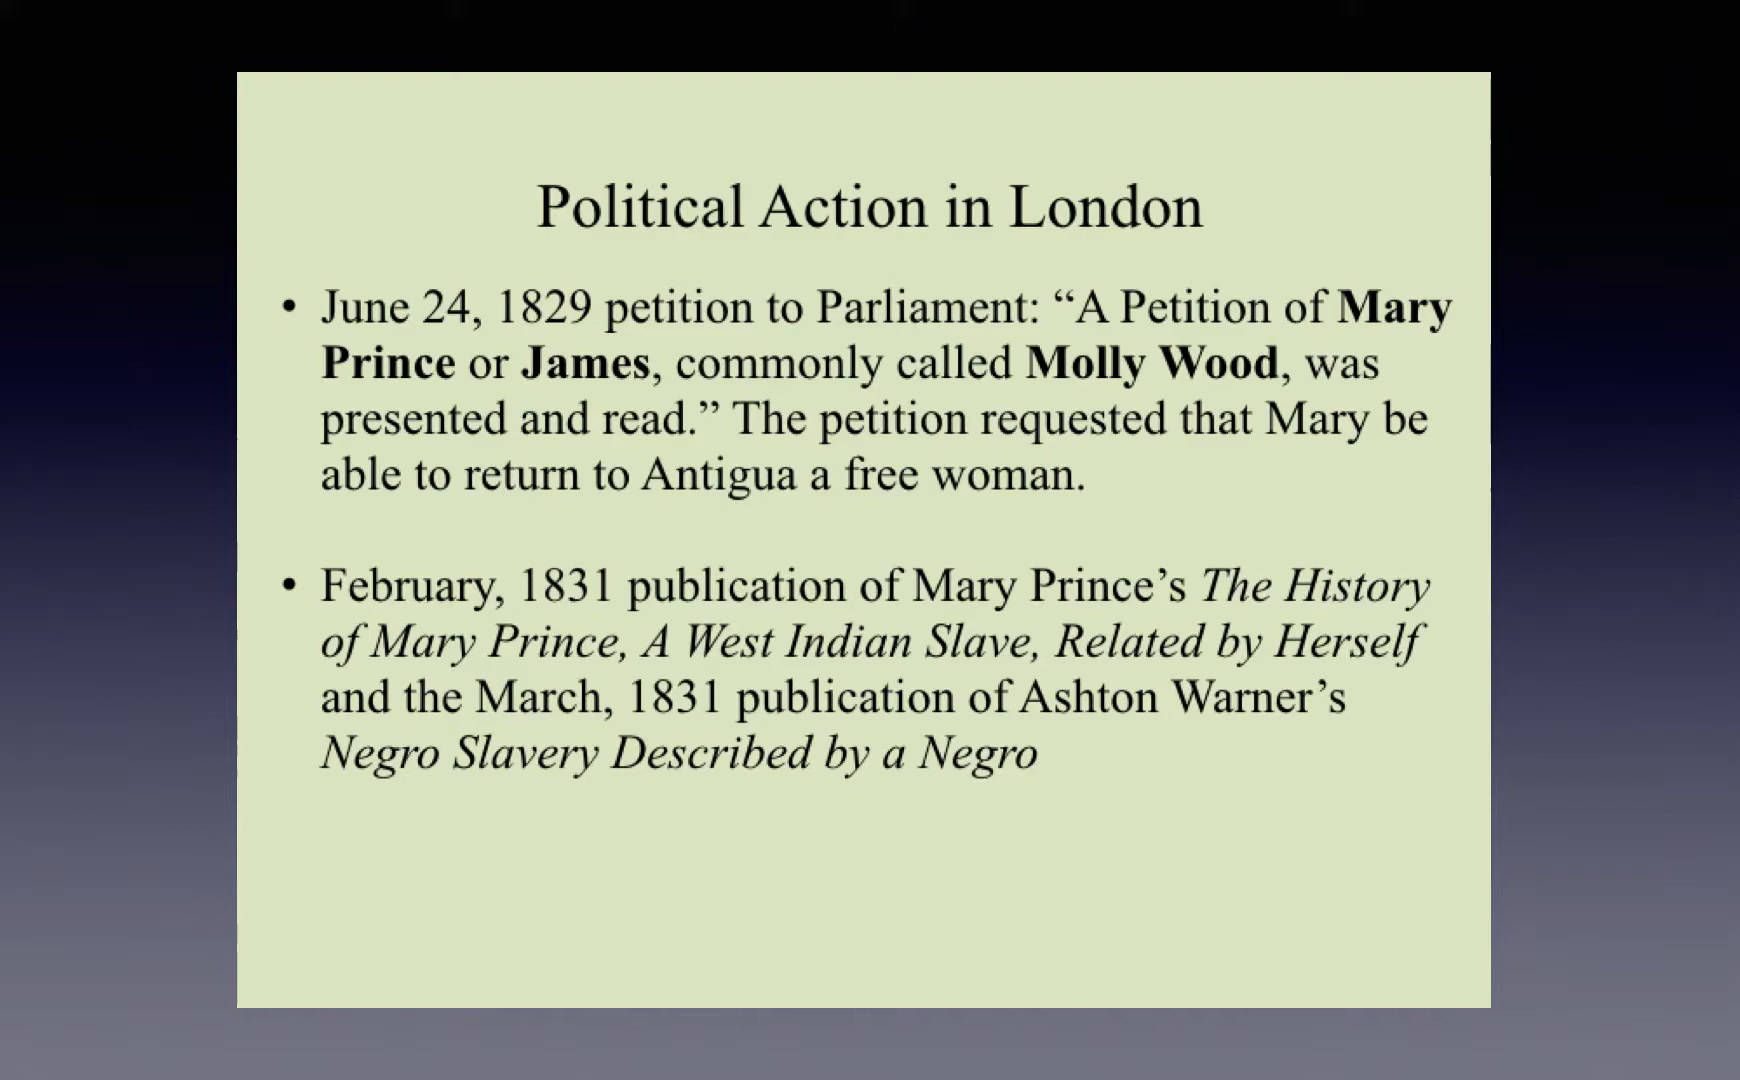 Political Action in London
• June 24, 1829 petition to Parliament: “A Petition of Mary
Prince or James, commonly called Molly Wood, was
presented and read.” The petition requested that Mary be
able to return to Antigua a free woman.
• February, 1831 publication of Mary Prince’s The History
of Mary Prince, A West Indian Slave, Related by Herself
and the March, 1831 publication of Ashton Warner’s
Negro Slavery Described by a Negro